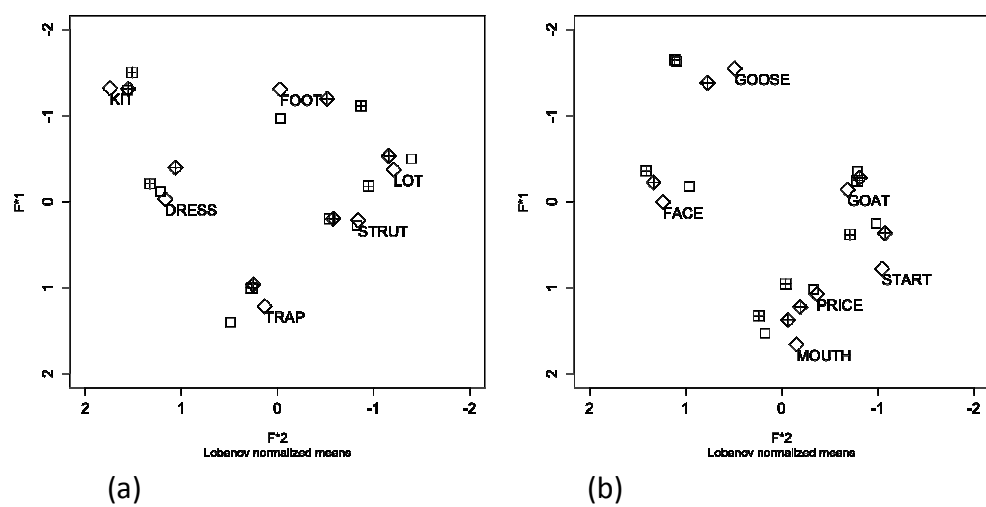 -2
-1
0
1
2
F*1
KIT
FOOT
LOT
DRESS
STRUT
TRAP
2
1
0
-1
-2
F*2
Lobanov normalized means
(a)
-2
-1
0
1
2
F*1
GOOSE
FACE
GOAT
START
PRICE
MOUTH
2
1
0
-1
-2
F*2
Lobanov normalized means
(b)